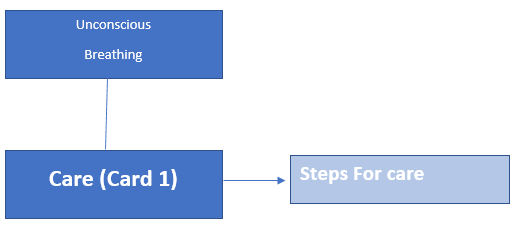 Unconscious
Breathing
Care (Card 1)
Steps For care